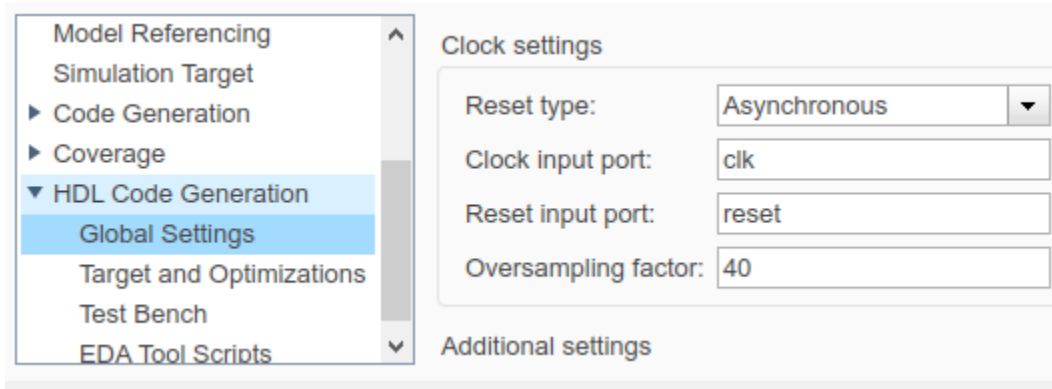 Model Referencing
Simulation Target
Code Generation
Coverage
HDL Code Generation
Global Settings
Target and Optimizations
Test Bench
EDA Tool Scripts
Clock settings
Reset type: Asynchronous
Clock input port: clk
Reset input port: reset
Oversampling factor: 40
Additional settings